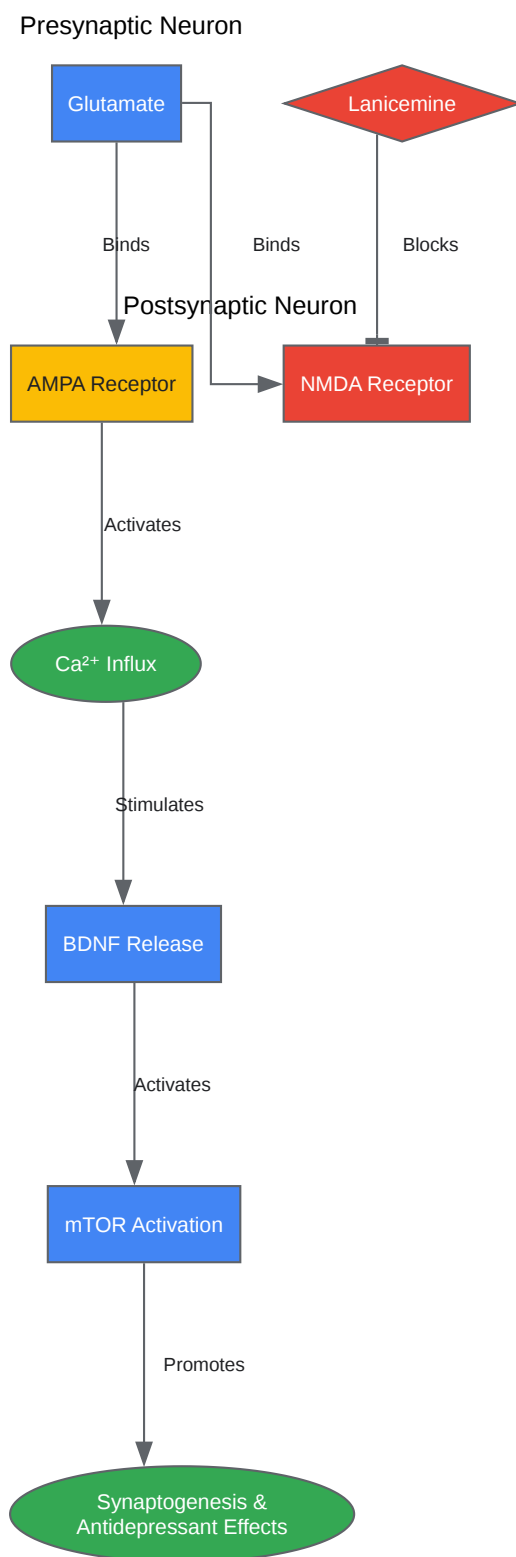 Presynaptic Neuron
Glutamate
Lanicemine
Binds
Binds
Blocks
Postsynaptic Neuron
AMPA Receptor
NMDA Receptor
Activates
Ca²⁺ Influx
Stimulates
BDNF Release
Activates
mTOR Activation
Promotes
Synaptogenesis &
Antidepressant Effects